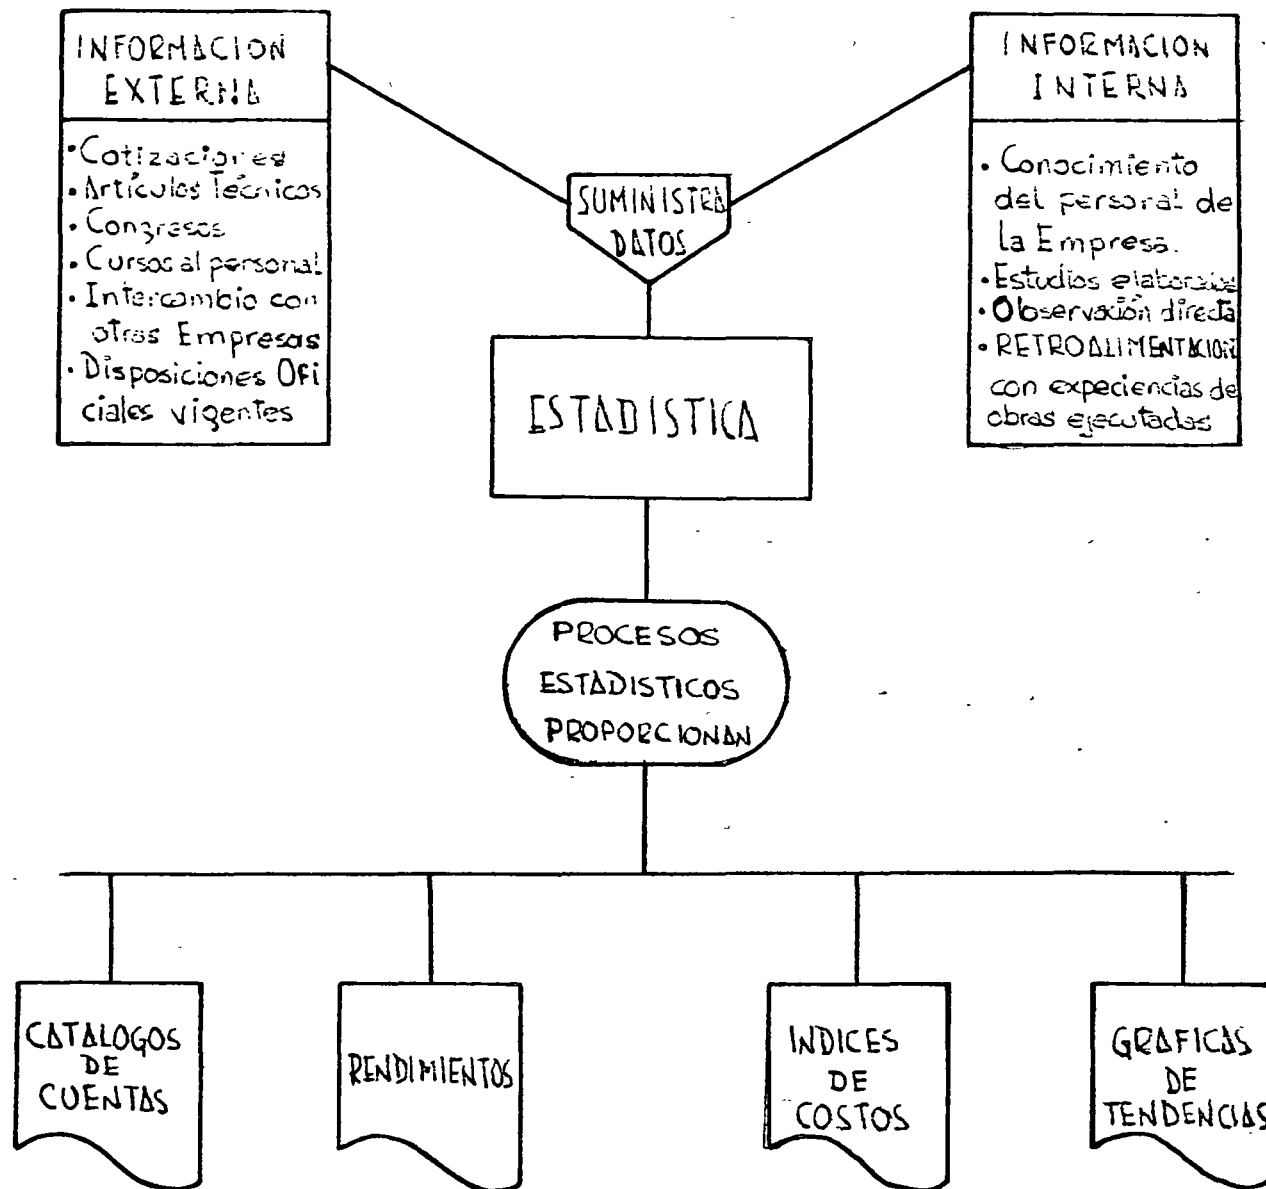 INFORMACION
EXTERNA
• Cotizaciones
• Artículos Técnicos
• Congresos
• Cursos al personal
• Intercambio con
otras Empresas
• Disposiciones Ofi
ciales vigentes
INFORMACION
INTERNA
• Conocimiento
del personal de
la Empresa.
• Estudios elaborados
• Observación directa
• RETROALIMENTACION
con expeciencias de
obras ejecutadas
SUMINISTRA
DATOS
ESTADISTICA
PROCESOS
ESTADISTICOS
PROPORCIONAN
CATALOGOS
DE
CUENTAS
RENDIMIENTOS
INDICES
DE
COSTOS
GRAFICAS
DE
TENDENCIAS